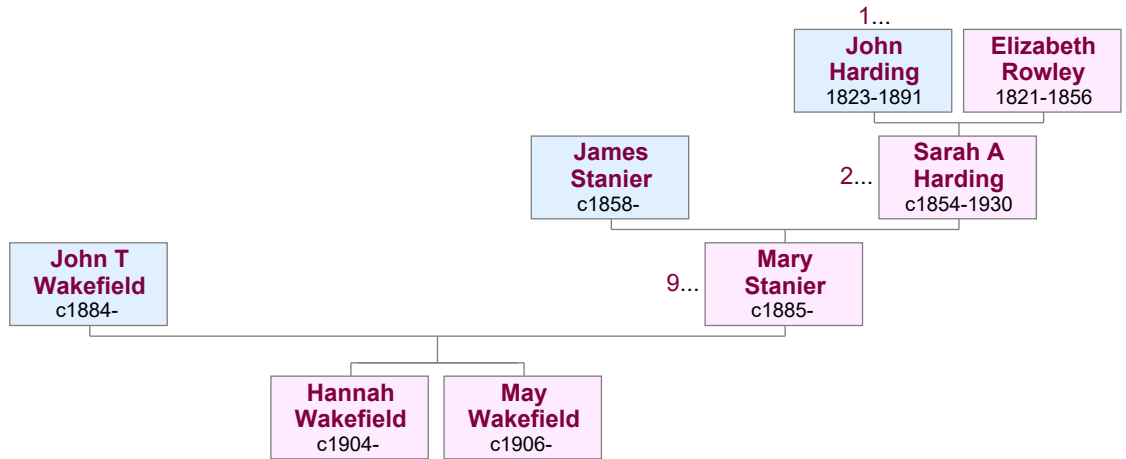 1...
John
Harding
1823-1891
Elizabeth
Rowley
1821-1856
James
Stanier
c1858-
2...
Sarah A
Harding
c1854-1930
John T
Wakefield
c1884-
9...
Mary
Stanier
c1885-
Hannah
Wakefield
c1904-
May
Wakefield
c1906-